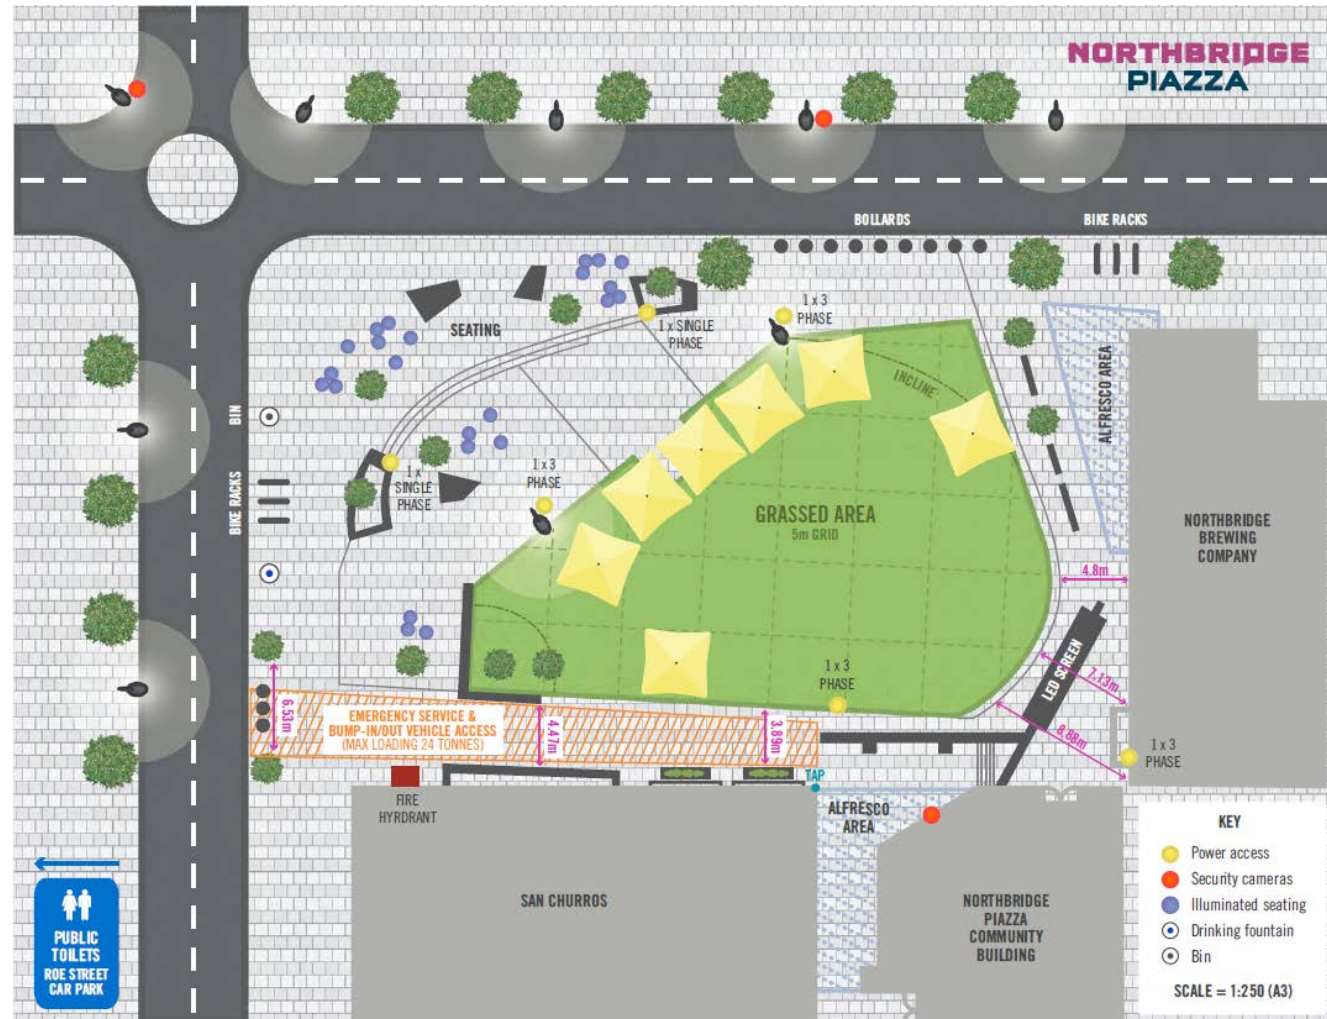 NORTHBRIDGE
PIAZZA
BOLLARDS
BIKE RACKS
SEATING
1 x SINGLE
PHASE
1 x 3
PHASE
INCLINE
ALFRESCO AREA
BIN
BIKE RACKS
1 x
SINGLE
PHASE
1 x 3
PHASE
GRASSED AREA
5m GRID
NORTHBRIDGE
BREWING
COMPANY
4.8m
LED SCREEN
7.13m
8.88m
1 x 3
PHASE
1 x 3
PHASE
6.53m
EMERGENCY SERVICE &
BUMP-IN/OUT VEHICLE ACCESS
(MAX LOADING 24 TONNES)
4.47m
3.89m
TAP
FIRE
HYRDRANT
ALFRESCO
AREA
SAN CHURROS
NORTHBRIDGE
PIAZZA
COMMUNITY
BUILDING
PUBLIC
TOILETS
ROE STREET
CAR PARK
KEY
Power access
Security cameras
Illuminated seating
Drinking fountain
Bin
SCALE = 1:250 (A3)